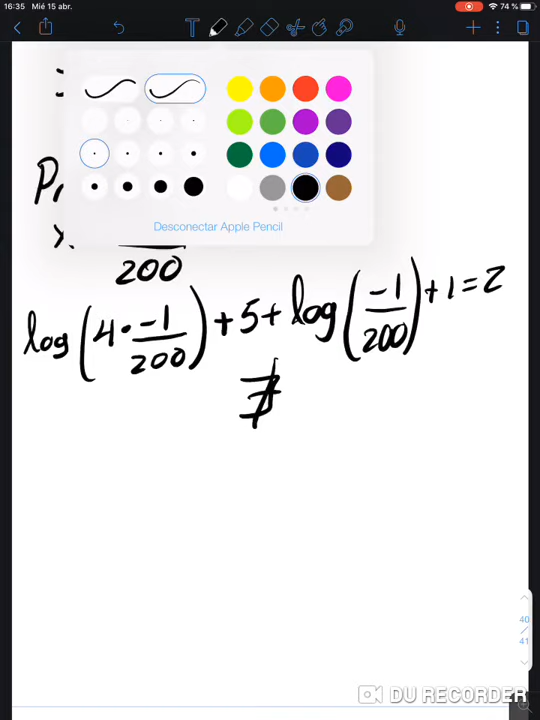 16:35 Mié 15 abr. 74 %
T
Desconectar Apple Pencil
x
200
log(4·-1/200)+5+log(-1/200)+1=2
∄
40
/
41
DU RECORDER